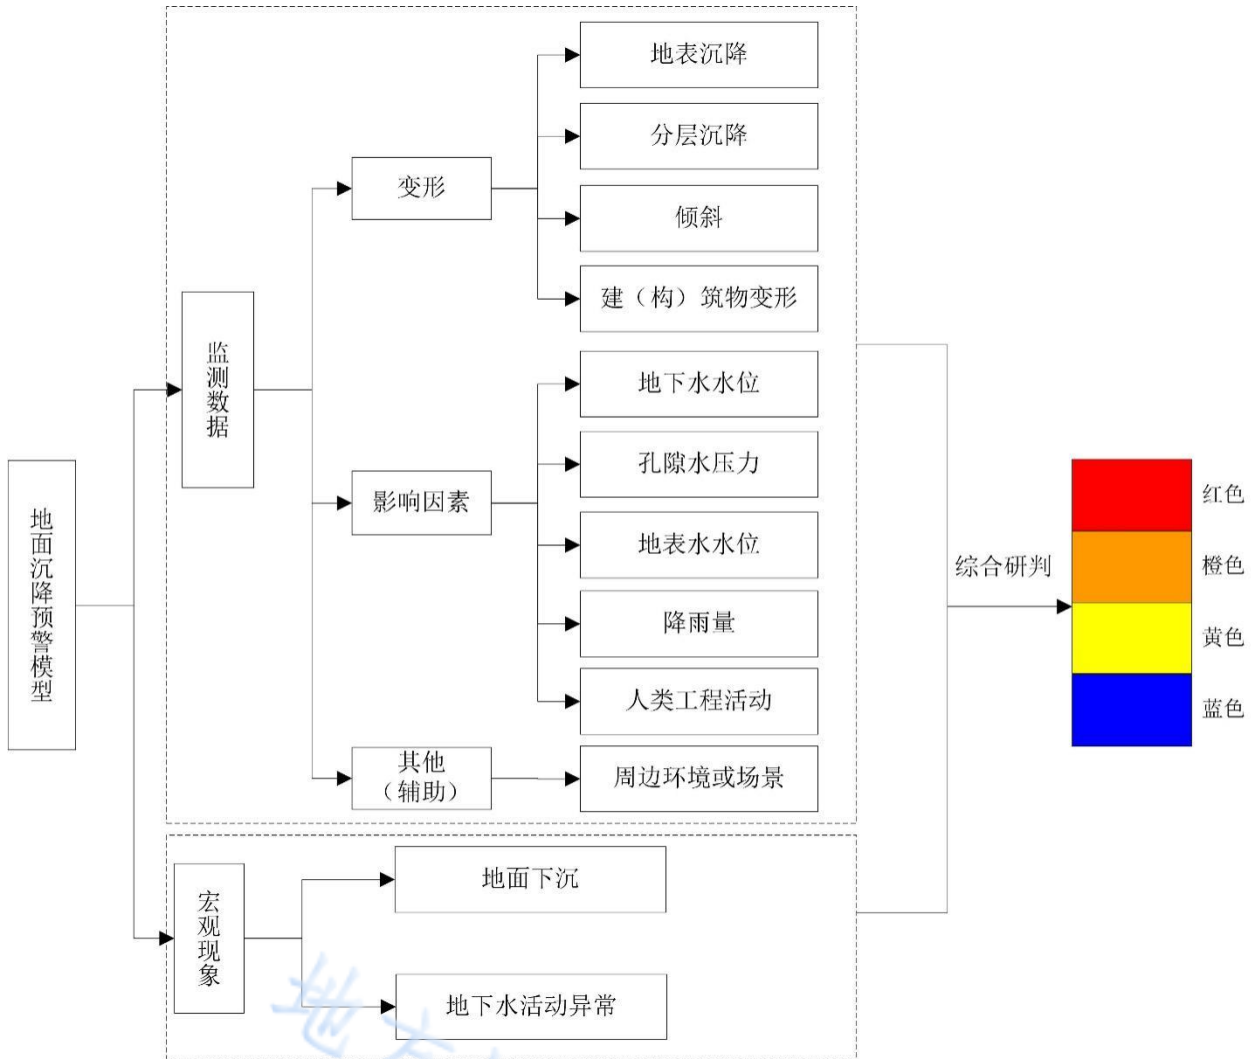 地面沉降预警模型
监测数据
变形
地表沉降
分层沉降
倾斜
建（构）筑物变形
影响因素
地下水水位
孔隙水压力
地表水水位
降雨量
人类工程活动
其他
（辅助）
周边环境或场景
宏观现象
地面下沉
地下水活动异常
综合研判
红色
橙色
黄色
蓝色
地方